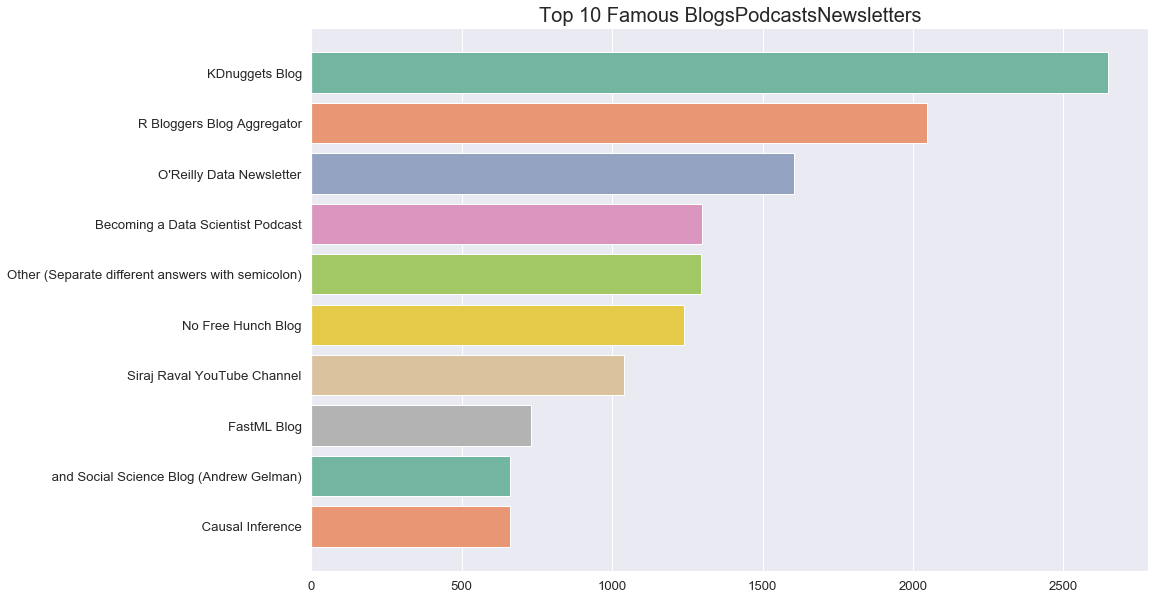 Top 10 Famous BlogsPodcastsNewsletters
KDnuggets Blog
R Bloggers Blog Aggregator
O'Reilly Data Newsletter
Becoming a Data Scientist Podcast
Other (Separate different answers with semicolon)
No Free Hunch Blog
Siraj Raval YouTube Channel
FastML Blog
and Social Science Blog (Andrew Gelman)
Causal Inference
0 500 1000 1500 2000 2500